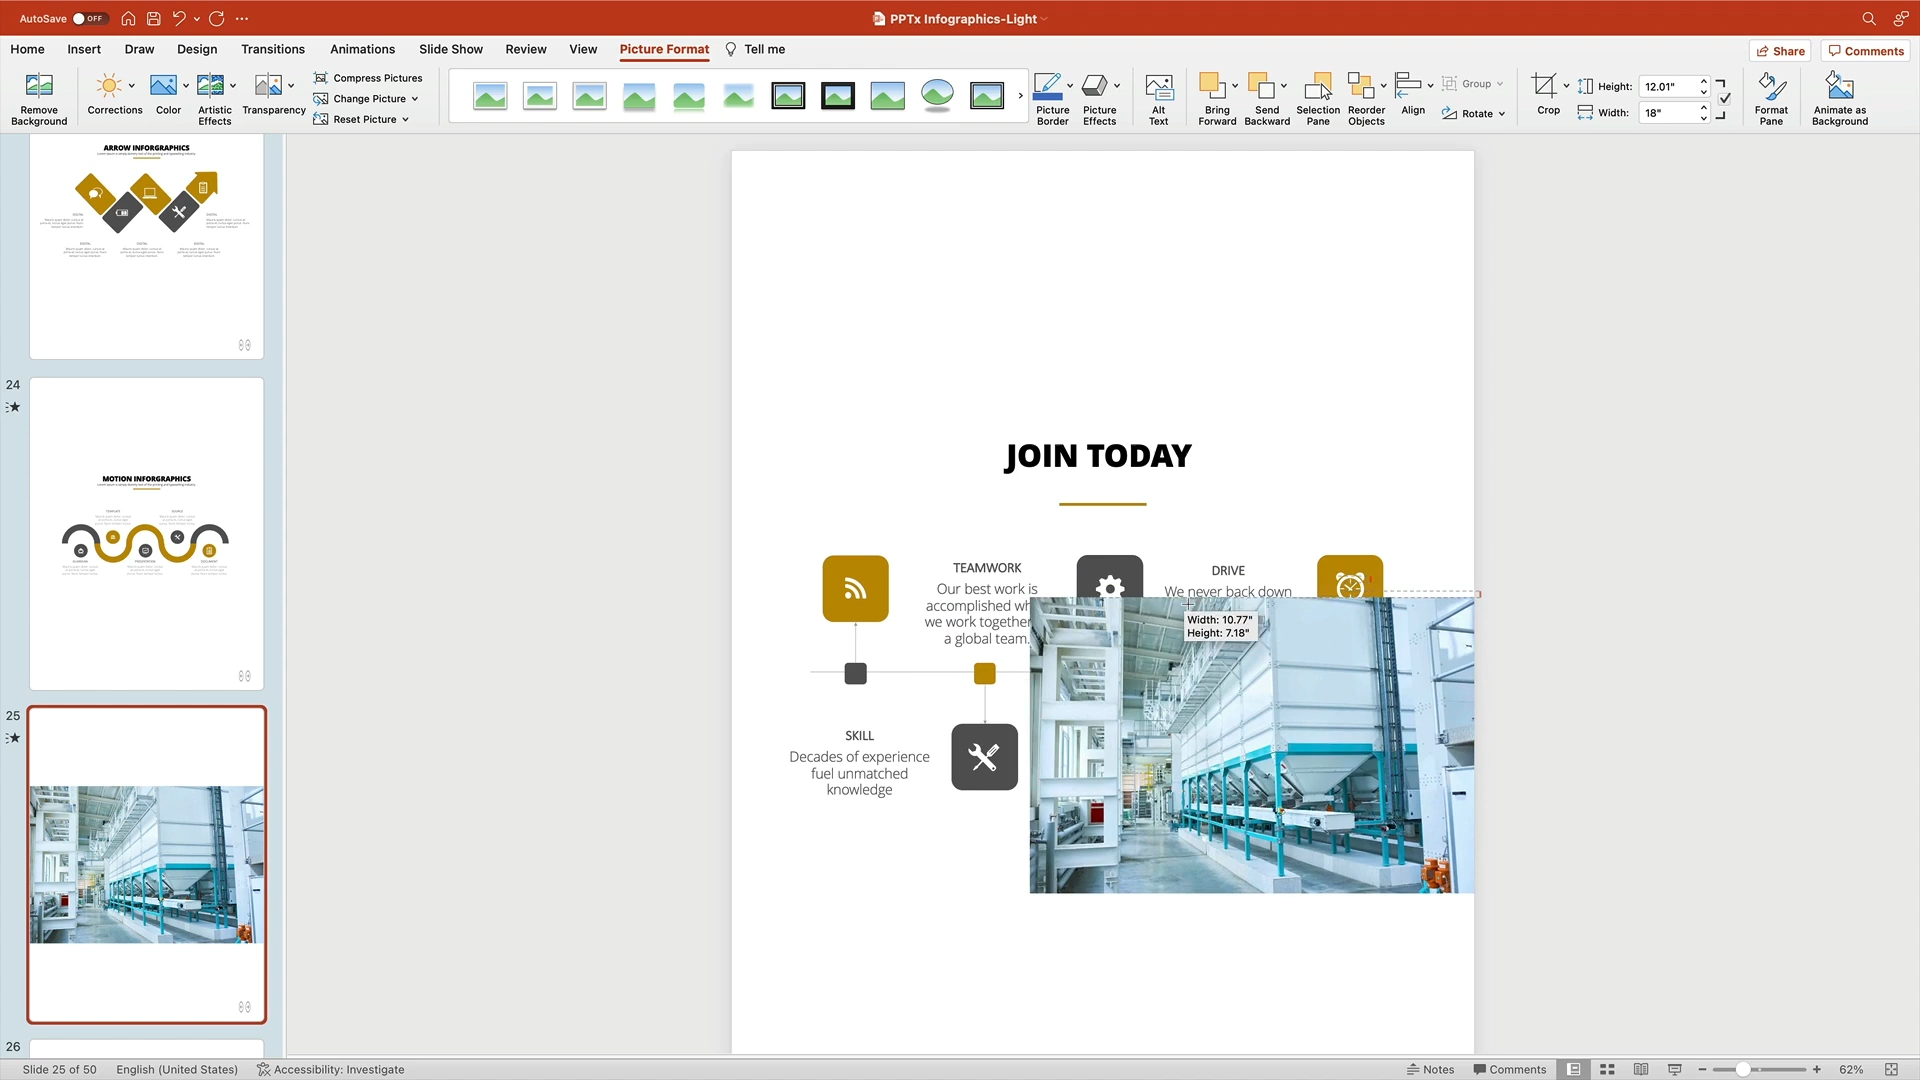 AutoSave OFF
PPTx Infographics-Light
Home Insert Draw Design Transitions Animations Slide Show Review View Picture Format Tell me
Share Comments
Remove Background
Corrections
Color
Artistic Effects
Transparency
Compress Pictures
Change Picture
Reset Picture
Picture Border
Picture Effects
Alt Text
Bring Forward
Send Backward
Selection Pane
Reorder Objects
Align
Group
Rotate
Crop
Height: 12.01"
Width: 18"
Format Pane
Animate as Background
ARROW INFORGRAPHICS
24
MOTION INFORGRAPHICS
25
26
JOIN TODAY
TEAMWORK
Our best work is
accomplished
we work together
a global team.
DRIVE
We never back down
Width: 10.77"
Height: 7.18"
SKILL
Decades of experience
fuel unmatched
knowledge
Slide 25 of 50 English (United States) Accessibility: Investigate
Notes Comments 62%